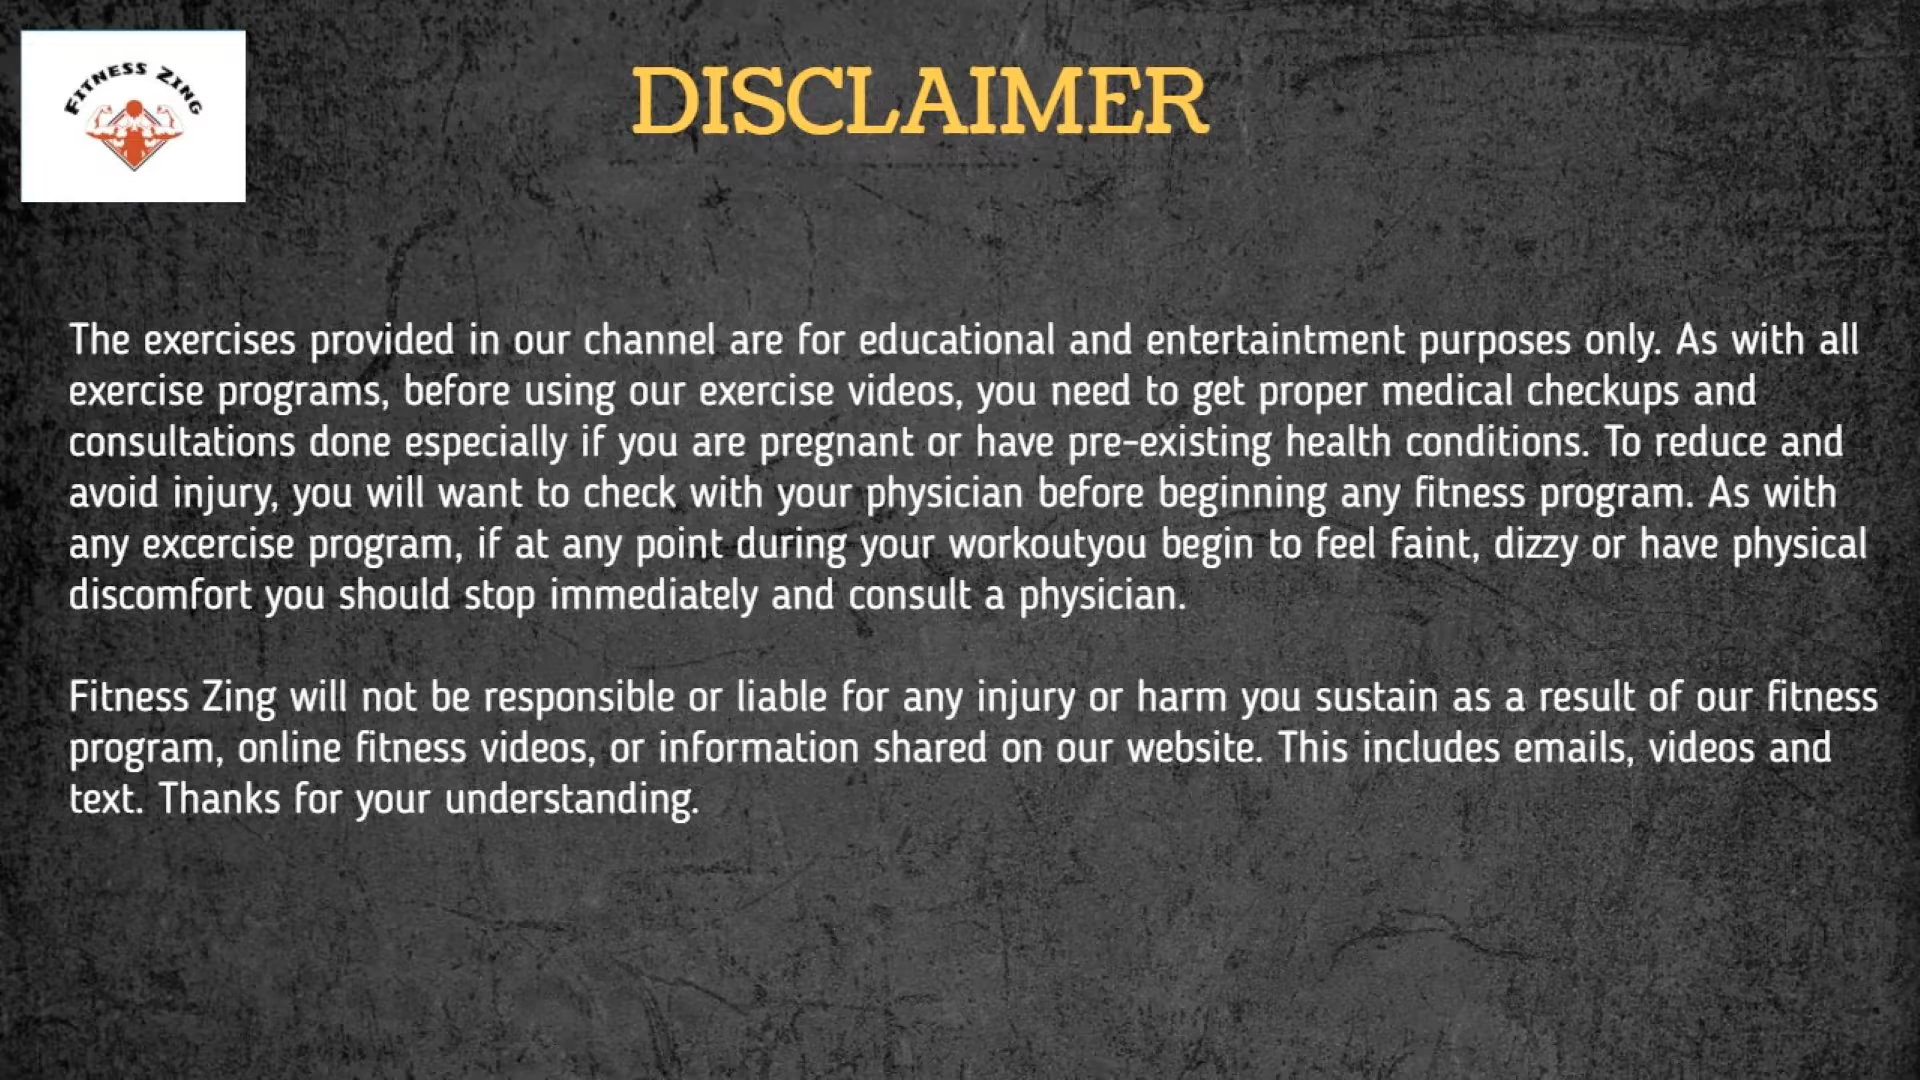 FITNESS ZING
DISCLAIMER
The exercises provided in our channel are for educational and entertaintment purposes only. As with all
exercise programs, before using our exercise videos, you need to get proper medical checkups and
consultations done especially if you are pregnant or have pre-existing health conditions. To reduce and
avoid injury, you will want to check with your physician before beginning any fitness program. As with
any excercise program, if at any point during your workoutyou begin to feel faint, dizzy or have physical
discomfort you should stop immediately and consult a physician.
Fitness Zing will not be responsible or liable for any injury or harm you sustain as a result of our fitness
program, online fitness videos, or information shared on our website. This includes emails, videos and
text. Thanks for your understanding.